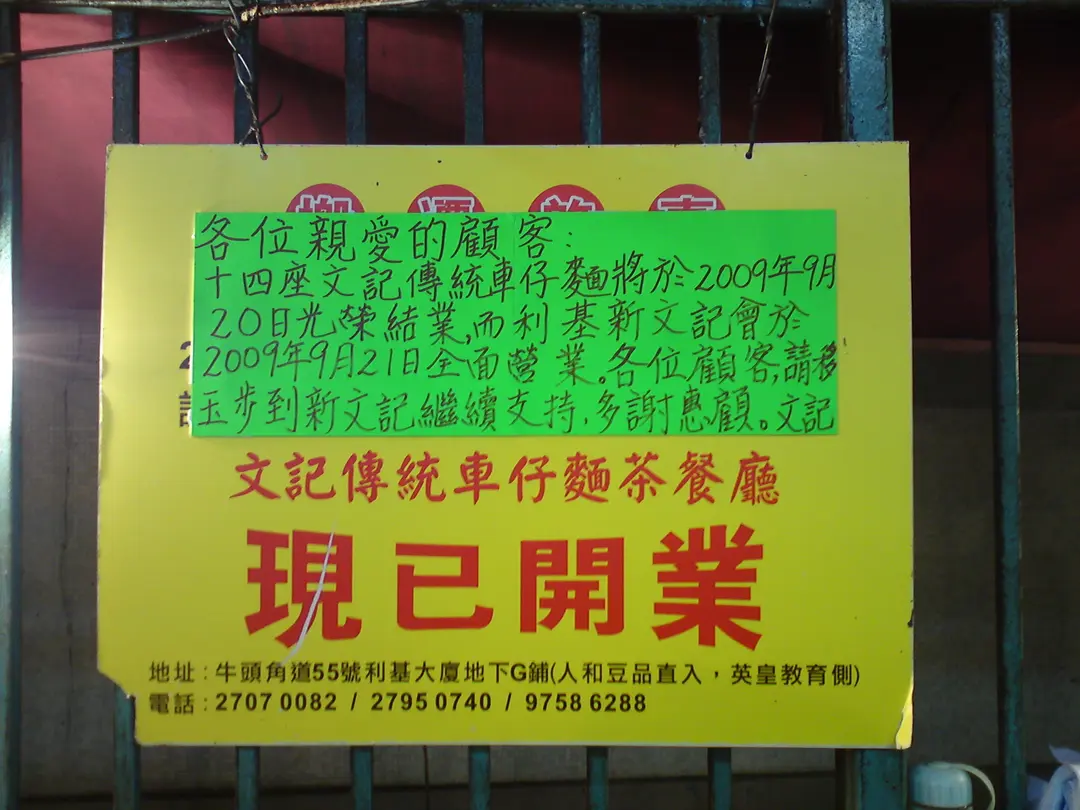 各位親愛的顧客:
十四座文記傳統車仔麵將於2009年9月
20日光榮結業,而利基新文記會於
2009年9月21日全面營業。各位顧客,請移
玉步到新文記繼續支持,多謝惠顧。文記
文記傳統車仔麵茶餐廳
現已開業
地址:牛頭角道55號利基大廈地下G鋪(人和豆品直入,英皇教育側)
電話:2707 0082 / 2795 0740 / 9758 6288